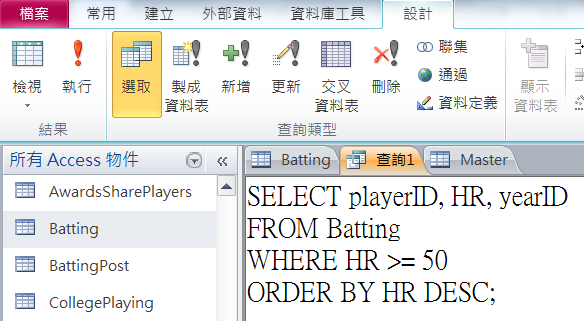 檔案 常用 建立 外部資料 資料庫工具 設計
檢視 執行 選取 製成資料表 新增 更新 交叉資料表 刪除 聯集 通過 資料定義 顯示資料表
結果 查詢類型
所有 Access 物件 «
AwardsSharePlayers
Batting
BattingPost
CollegePlaying
Batting 查詢1 Master
SELECT playerID, HR, yearID
FROM Batting
WHERE HR >= 50
ORDER BY HR DESC;